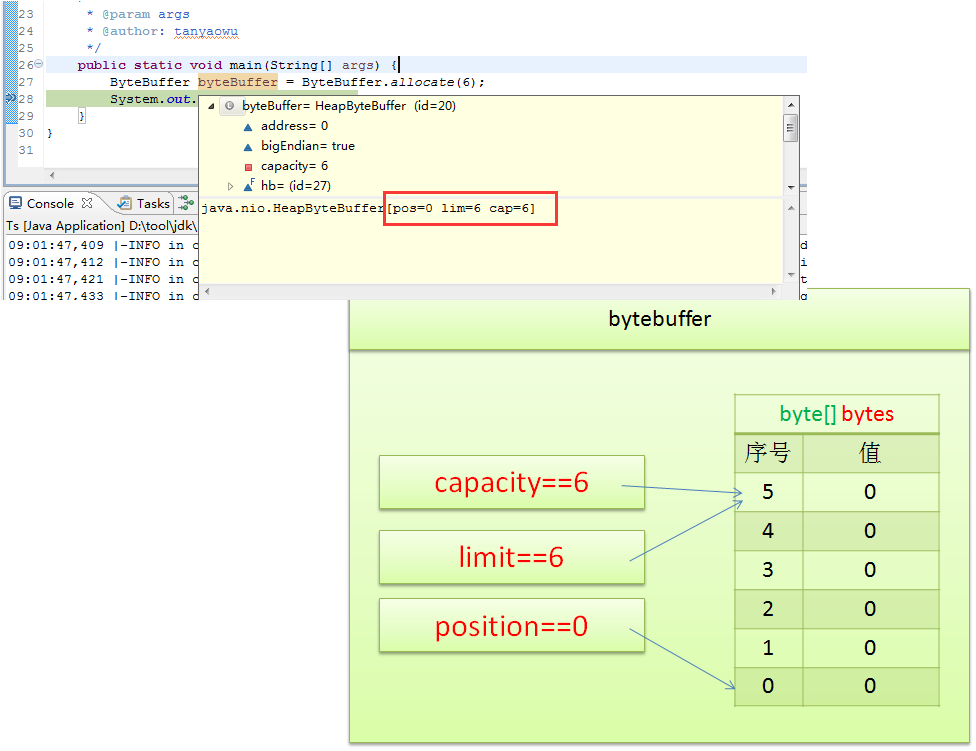 23 * @param args
24 * @author: tanyaowu
25 */
26 public static void main(String[] args) {
27 ByteBuffer byteBuffer = ByteBuffer.allocate(6);
28 System.out.
29 }
30 }
31
byteBuffer= HeapByteBuffer (id=20)
address= 0
bigEndian= true
capacity= 6
hb= (id=27)
java.nio.HeapByteBuffer[pos=0 lim=6 cap=6]
Console Tasks
Ts [Java Application] D:\tool\jdk\
09:01:47,409 |-INFO in c
09:01:47,412 |-INFO in c
09:01:47,421 |-INFO in c
09:01:47,433 |-INFO in c
bytebuffer
byte[] bytes
序号 值
capacity==6
limit==6
position==0
5 0
4 0
3 0
2 0
1 0
0 0